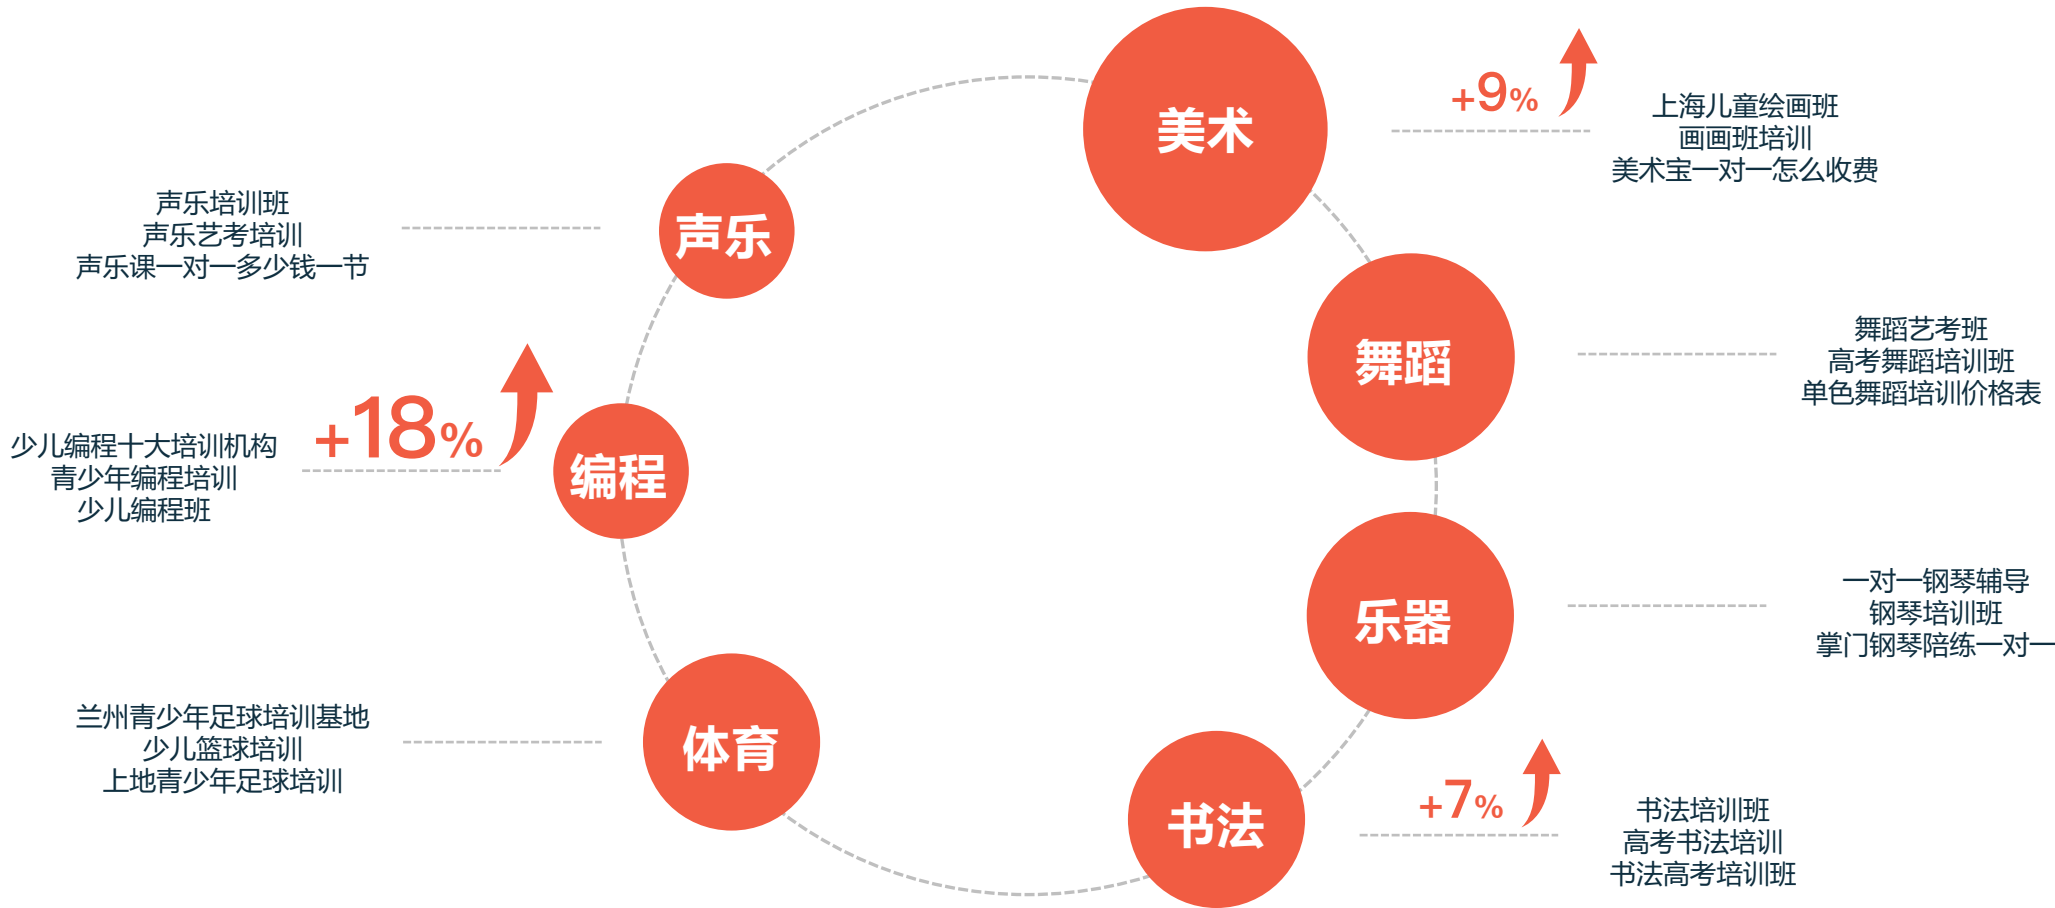 美术
+9%
上海儿童绘画班
画画班培训
美术宝一对一怎么收费
声乐培训班
声乐艺考培训
声乐课一对一多少钱一节
声乐
舞蹈
舞蹈艺考班
高考舞蹈培训班
单色舞蹈培训价格表
少儿编程十大培训机构
青少年编程培训
少儿编程班
+18%
编程
乐器
一对一钢琴辅导
钢琴培训班
掌门钢琴陪练一对一
兰州青少年足球培训基地
少儿篮球培训
上地青少年足球培训
体育
书法
+7%
书法培训班
高考书法培训
书法高考培训班